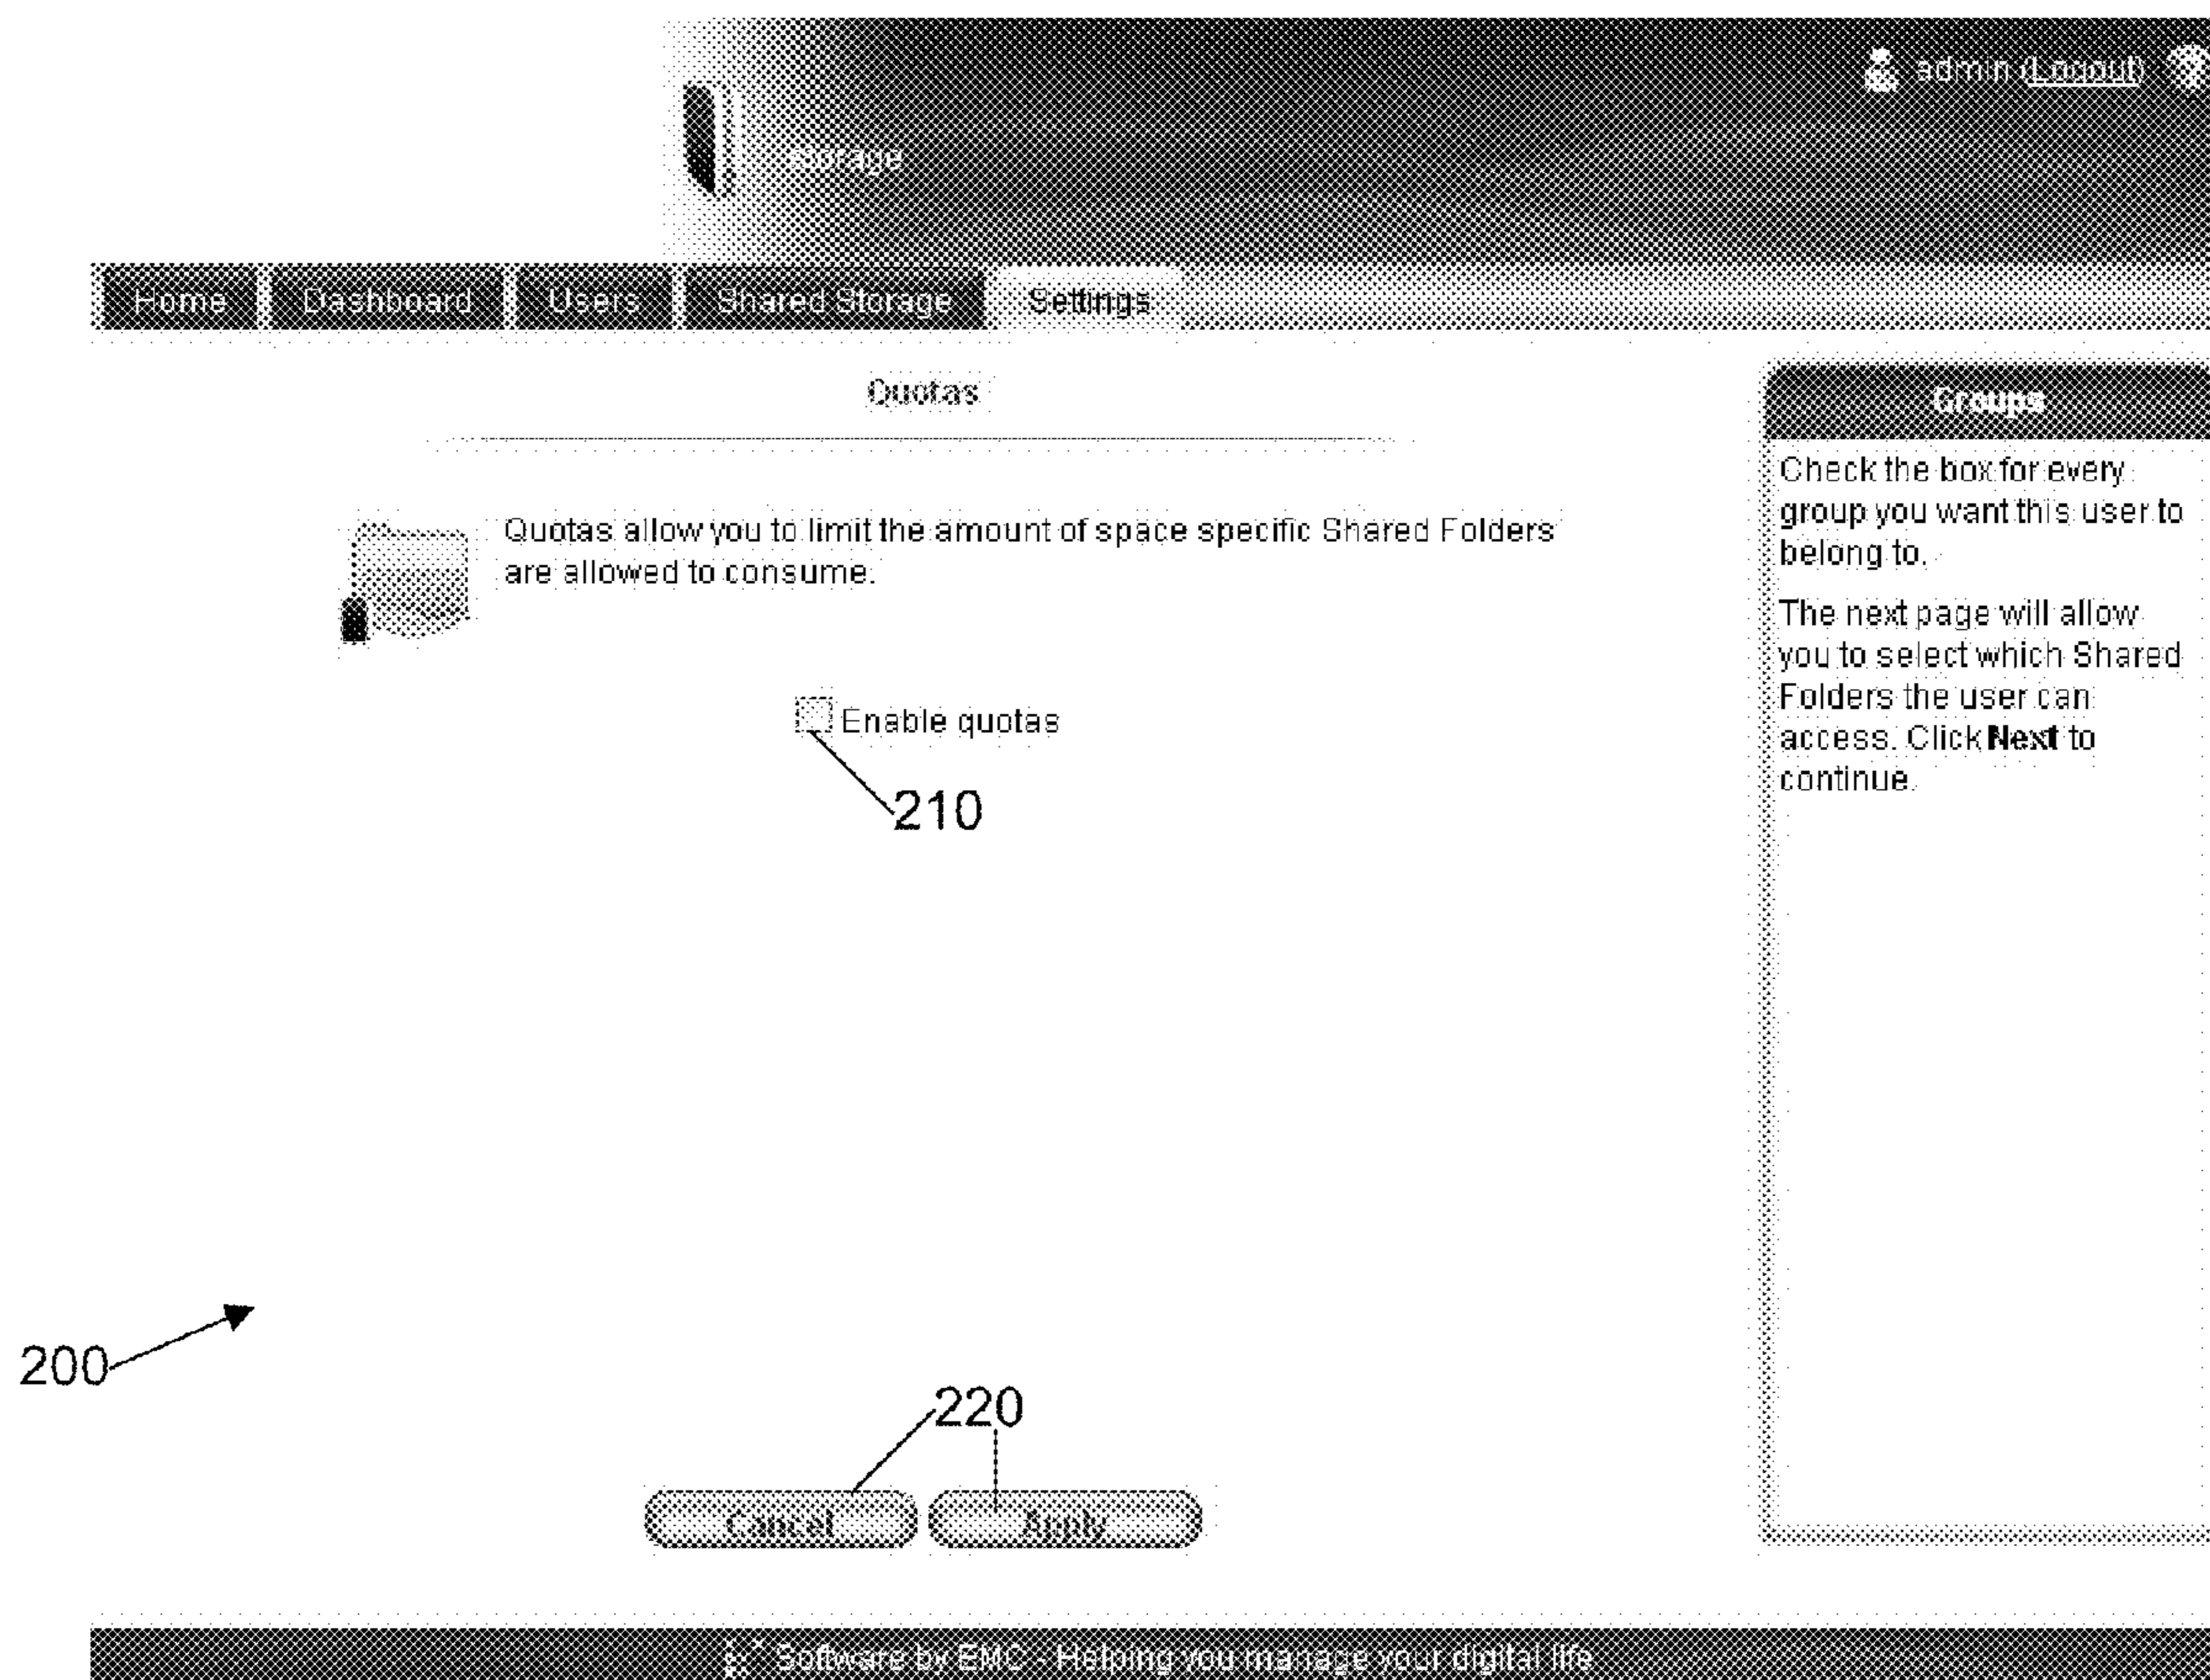 admin (Logout)
storage
Home Dashboard Users Shared Storage Settings
Quotas
Quotas allow you to limit the amount of space specific Shared Folders
are allowed to consume.
Enable quotas
210
Groups
Check the box for every
group you want this user to
belong to.
The next page will allow
you to select which Shared
Folders the user can
access. Click Next to
continue.
200
220
Cancel Apply
Software by EMC - Helping you manage your digital life